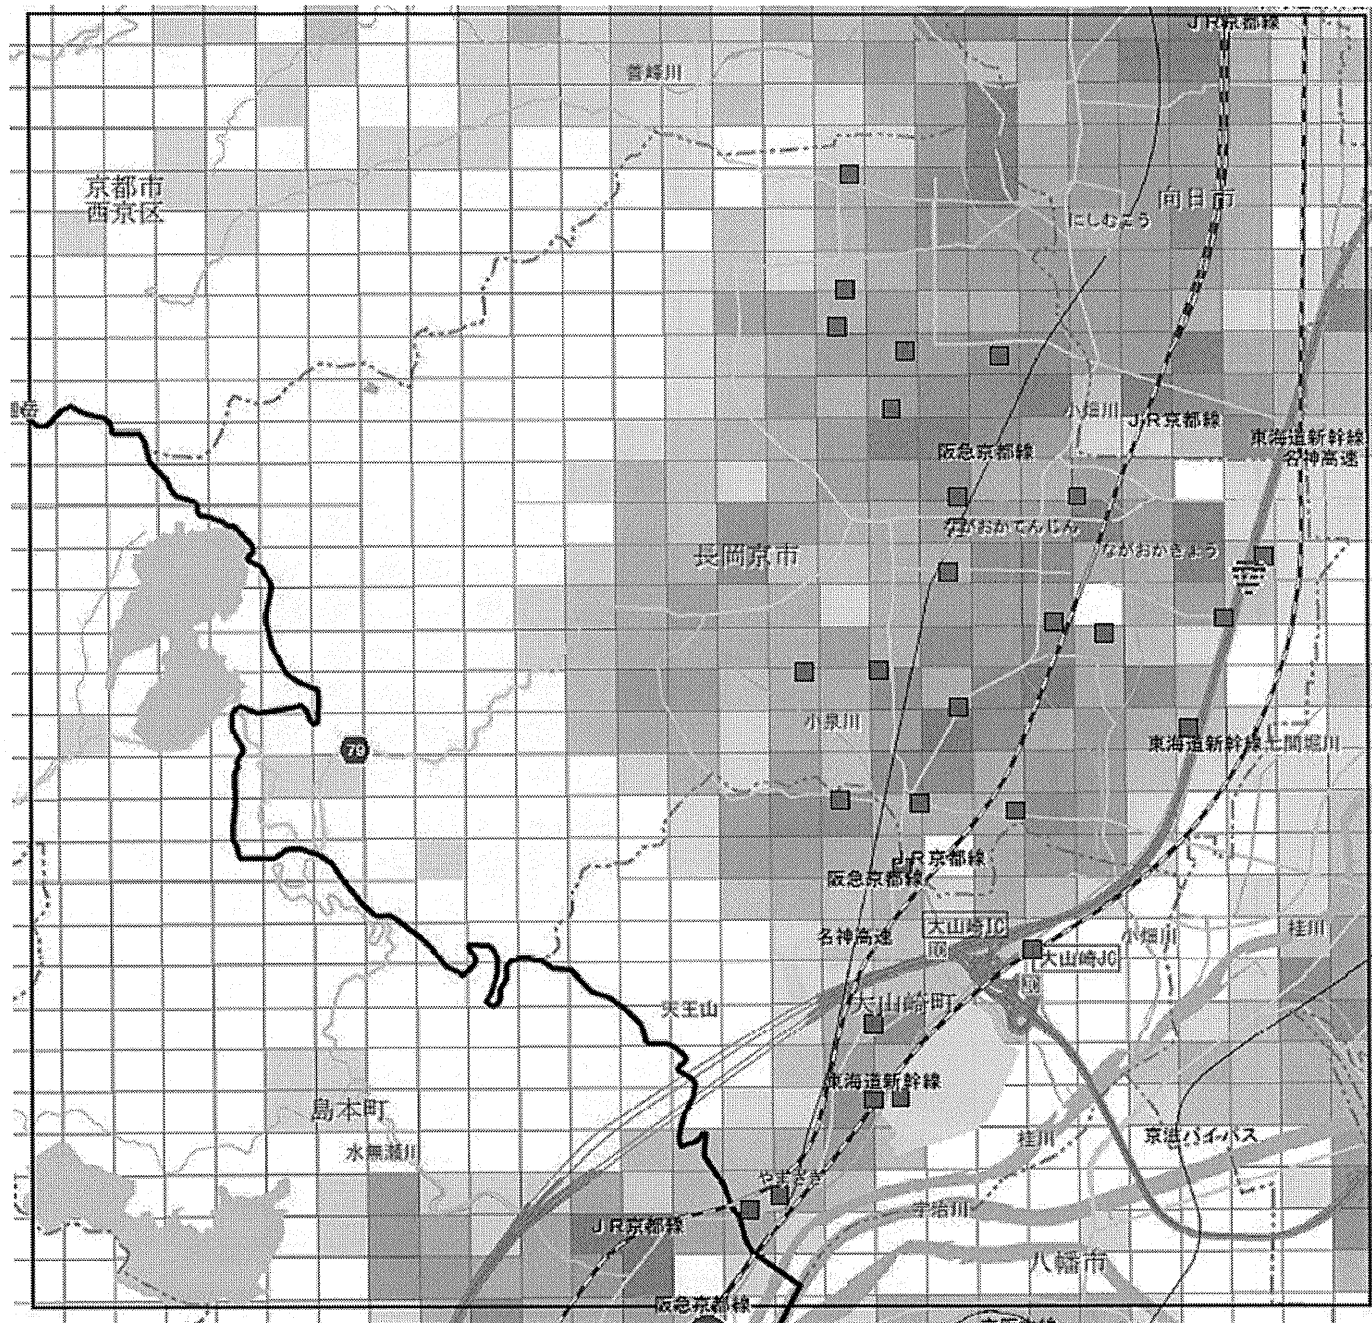 JR京都線
善峰川
京都市
西京区
向日市
にしむこう
小畑川
JR京都線
阪急京都線
東海道新幹線
名神高速
ながおかてんじん
長岡京市
ながおかきょう
小泉川
79
東海道新幹線
七間堀川
JR京都線
阪急京都線
大山崎IC
名神高速
小畑川
桂川
大山崎JC
天王山
大山崎町
東海道新幹線
島本町
桂川
京滋バイパス
水無瀬川
やまざき
宇治川
JR京都線
八幡市
阪急京都線